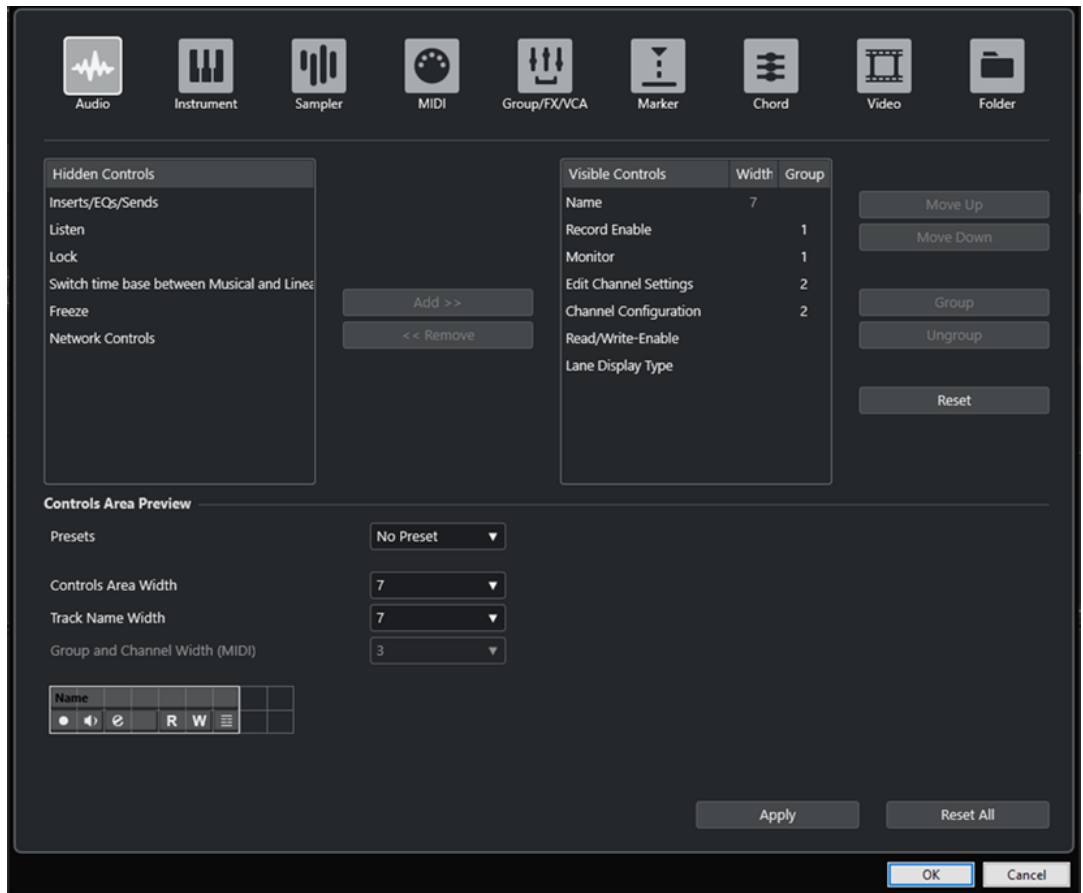 Audio Instrument Sampler MIDI Group/FX/VCA Marker Chord Video Folder
Hidden Controls
Inserts/EQs/Sends
Listen
Lock
Switch time base between Musical and Linea
Freeze
Network Controls
Add >>
<< Remove
Visible Controls Width Group
Name 7
Record Enable 1
Monitor 1
Edit Channel Settings 2
Channel Configuration 2
Read/Write-Enable
Lane Display Type
Move Up
Move Down
Group
Ungroup
Reset
Controls Area Preview
Presets No Preset
Controls Area Width 7
Track Name Width 7
Group and Channel Width (MIDI) 3
Name
R W
Apply Reset All
OK Cancel